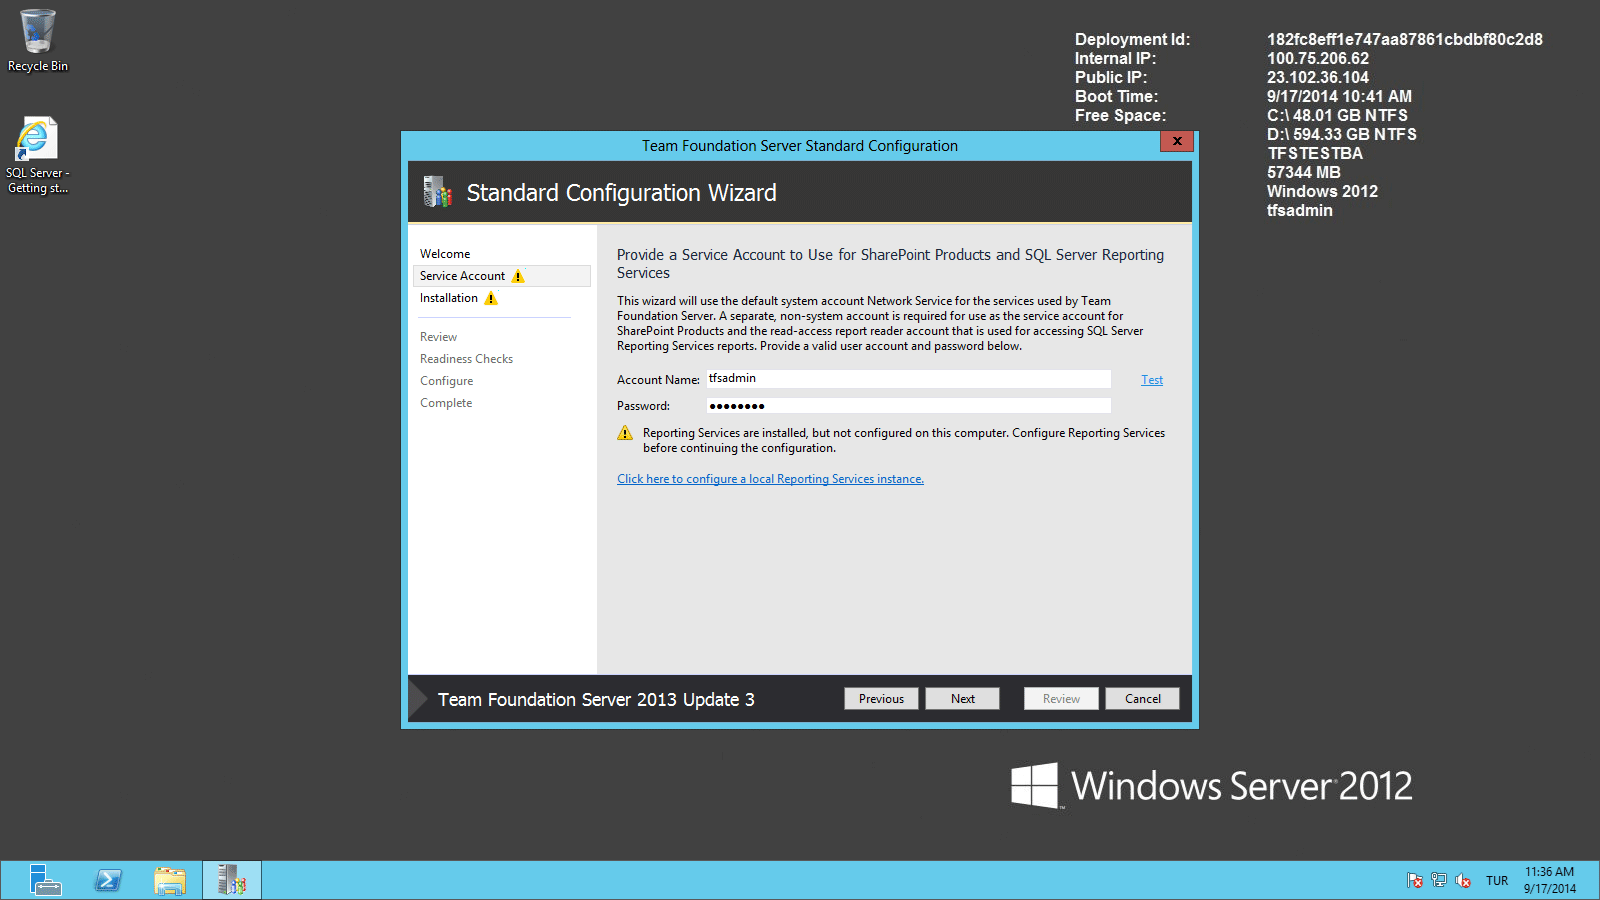 Recycle Bin
SQL Server -
Getting st...
Deployment Id: 182fc8eff1e747aa87861cbdbf80c2d8
Internal IP: 100.75.206.62
Public IP: 23.102.36.104
Boot Time: 9/17/2014 10:41 AM
Free Space: C:\ 48.01 GB NTFS
D:\ 594.33 GB NTFS
TFSTESTBA
57344 MB
Windows 2012
tfsadmin
Team Foundation Server Standard Configuration
x
Standard Configuration Wizard
Welcome
Service Account
Installation
Review
Readiness Checks
Configure
Complete
Provide a Service Account to Use for SharePoint Products and SQL Server Reporting
Services
This wizard will use the default system account Network Service for the services used by Team
Foundation Server. A separate, non-system account is required for use as the service account for
SharePoint Products and the read-access report reader account that is used for accessing SQL Server
Reporting Services reports. Provide a valid user account and password below.
Account Name: tfsadmin Test
Password: ●●●●●●●●
Reporting Services are installed, but not configured on this computer. Configure Reporting Services
before continuing the configuration.
Click here to configure a local Reporting Services instance.
Team Foundation Server 2013 Update 3
Previous Next Review Cancel
Windows Server 2012
TUR
11:36 AM
9/17/2014